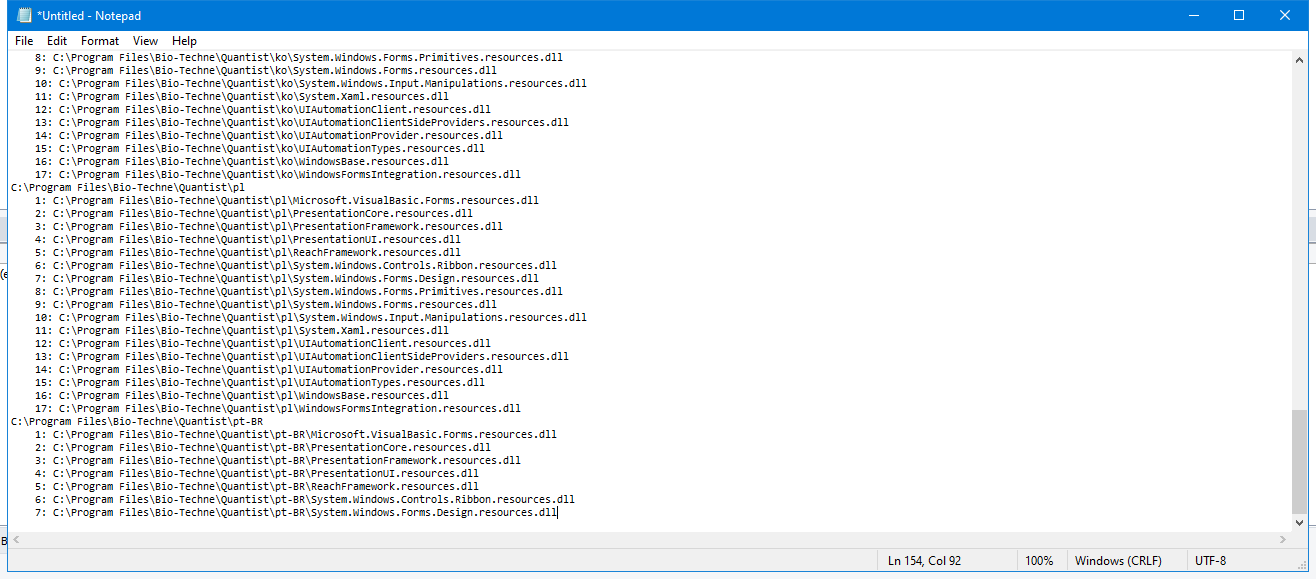 *Untitled - Notepad
File Edit Format View Help
8: C:\Program Files\Bio-Techne\Quantist\ko\System.Windows.Forms.Primitives.resources.dll
9: C:\Program Files\Bio-Techne\Quantist\ko\System.Windows.Forms.resources.dll
10: C:\Program Files\Bio-Techne\Quantist\ko\System.Windows.Input.Manipulations.resources.dll
11: C:\Program Files\Bio-Techne\Quantist\ko\System.Xaml.resources.dll
12: C:\Program Files\Bio-Techne\Quantist\ko\UIAutomationClient.resources.dll
13: C:\Program Files\Bio-Techne\Quantist\ko\UIAutomationClientSideProviders.resources.dll
14: C:\Program Files\Bio-Techne\Quantist\ko\UIAutomationProvider.resources.dll
15: C:\Program Files\Bio-Techne\Quantist\ko\UIAutomationTypes.resources.dll
16: C:\Program Files\Bio-Techne\Quantist\ko\WindowsBase.resources.dll
17: C:\Program Files\Bio-Techne\Quantist\ko\WindowsFormsIntegration.resources.dll
C:\Program Files\Bio-Techne\Quantist\pl
1: C:\Program Files\Bio-Techne\Quantist\pl\Microsoft.VisualBasic.Forms.resources.dll
2: C:\Program Files\Bio-Techne\Quantist\pl\PresentationCore.resources.dll
3: C:\Program Files\Bio-Techne\Quantist\pl\PresentationFramework.resources.dll
4: C:\Program Files\Bio-Techne\Quantist\pl\PresentationUI.resources.dll
5: C:\Program Files\Bio-Techne\Quantist\pl\ReachFramework.resources.dll
6: C:\Program Files\Bio-Techne\Quantist\pl\System.Windows.Controls.Ribbon.resources.dll
7: C:\Program Files\Bio-Techne\Quantist\pl\System.Windows.Forms.Design.resources.dll
8: C:\Program Files\Bio-Techne\Quantist\pl\System.Windows.Forms.Primitives.resources.dll
9: C:\Program Files\Bio-Techne\Quantist\pl\System.Windows.Forms.resources.dll
10: C:\Program Files\Bio-Techne\Quantist\pl\System.Windows.Input.Manipulations.resources.dll
11: C:\Program Files\Bio-Techne\Quantist\pl\System.Xaml.resources.dll
12: C:\Program Files\Bio-Techne\Quantist\pl\UIAutomationClient.resources.dll
13: C:\Program Files\Bio-Techne\Quantist\pl\UIAutomationClientSideProviders.resources.dll
14: C:\Program Files\Bio-Techne\Quantist\pl\UIAutomationProvider.resources.dll
15: C:\Program Files\Bio-Techne\Quantist\pl\UIAutomationTypes.resources.dll
16: C:\Program Files\Bio-Techne\Quantist\pl\WindowsBase.resources.dll
17: C:\Program Files\Bio-Techne\Quantist\pl\WindowsFormsIntegration.resources.dll
C:\Program Files\Bio-Techne\Quantist\pt-BR
1: C:\Program Files\Bio-Techne\Quantist\pt-BR\Microsoft.VisualBasic.Forms.resources.dll
2: C:\Program Files\Bio-Techne\Quantist\pt-BR\PresentationCore.resources.dll
3: C:\Program Files\Bio-Techne\Quantist\pt-BR\PresentationFramework.resources.dll
4: C:\Program Files\Bio-Techne\Quantist\pt-BR\PresentationUI.resources.dll
5: C:\Program Files\Bio-Techne\Quantist\pt-BR\ReachFramework.resources.dll
6: C:\Program Files\Bio-Techne\Quantist\pt-BR\System.Windows.Controls.Ribbon.resources.dll
7: C:\Program Files\Bio-Techne\Quantist\pt-BR\System.Windows.Forms.Design.resources.dll
Ln 154, Col 92 100% Windows (CRLF) UTF-8